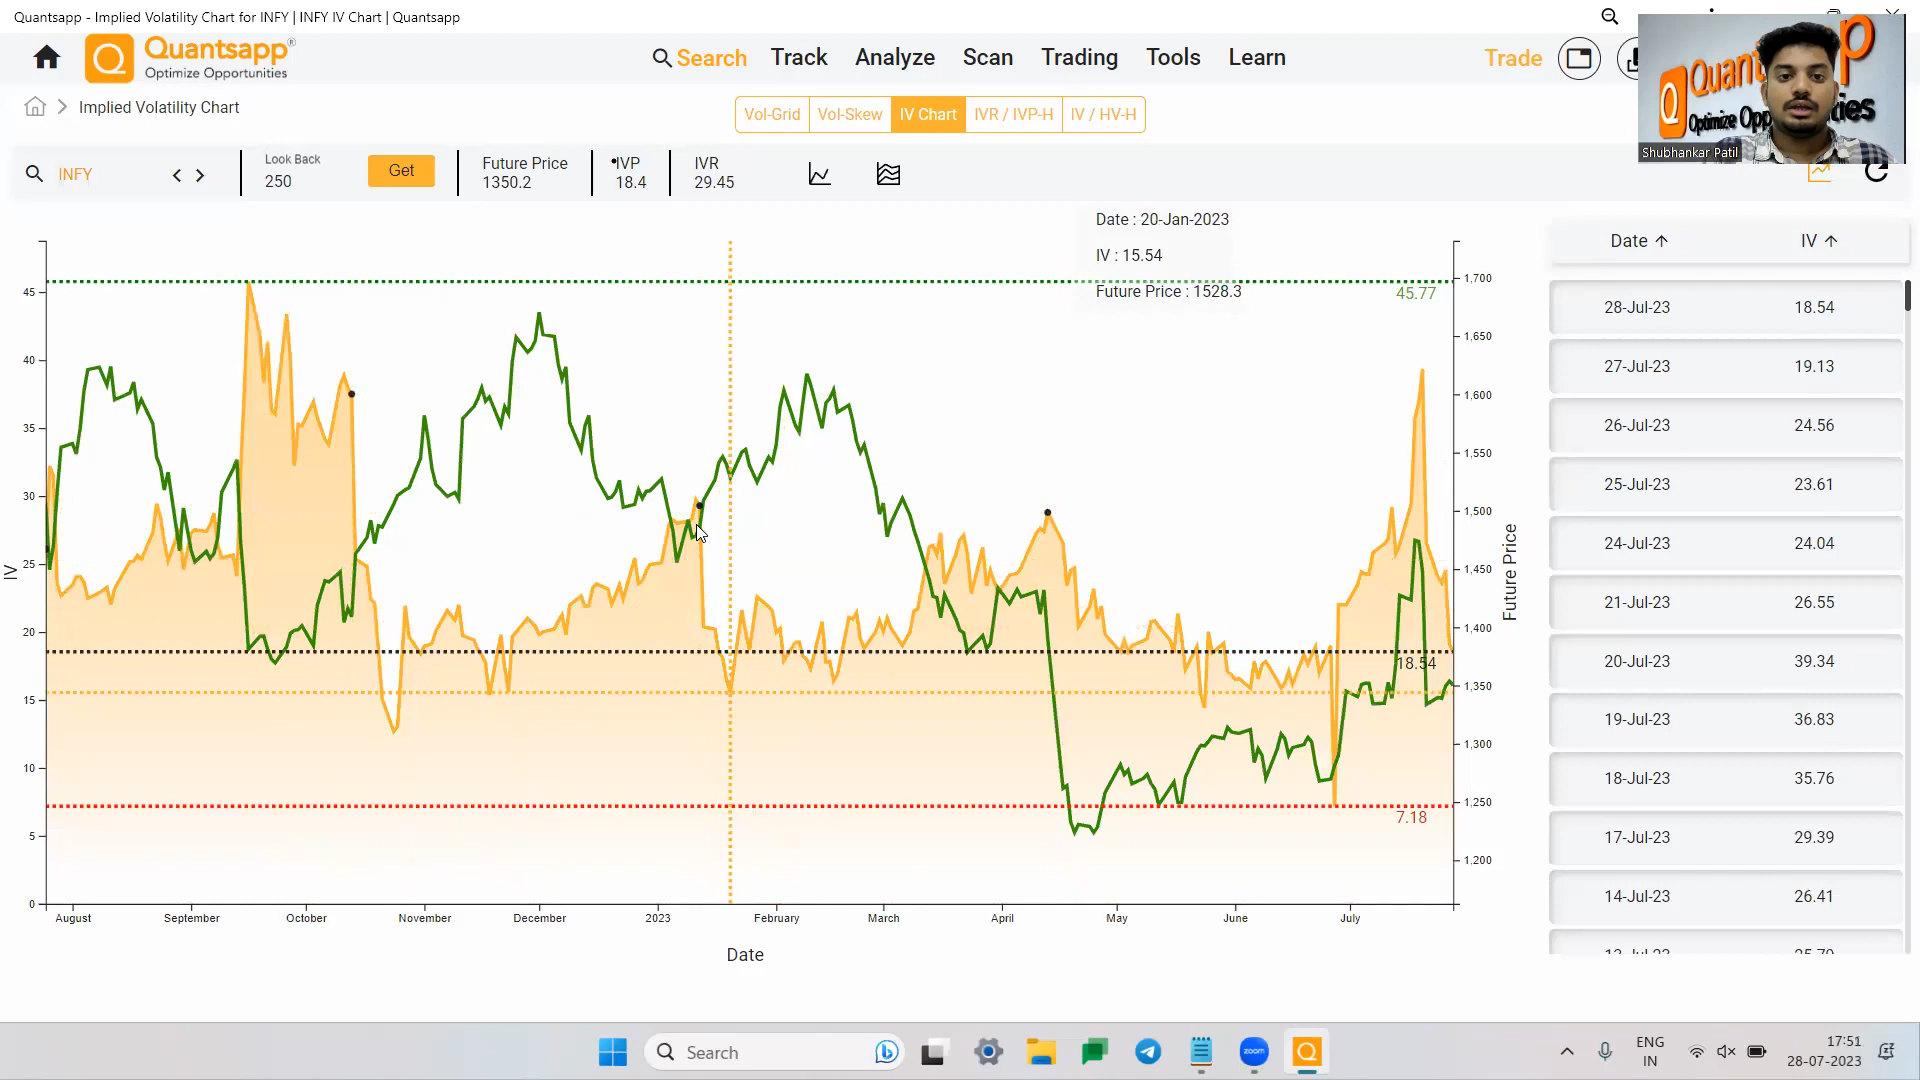 Quantsapp - Implied Volatility Chart for INFY | INFY IV Chart | Quantsapp
Quantsapp®
Optimize Opportunities
Search Track Analyze Scan Trading Tools Learn
Trade
Implied Volatility Chart
Vol-Grid Vol-Skew IV Chart IVR / IVP-H IV / HV-H
Optimize
Shubhankar Patil
INFY
Look Back
250
Get
Future Price
1350.2
IVP
18.4
IVR
29.45
Date : 20-Jan-2023
IV : 15.54
Future Price : 1528.3
45.77
18.54
7.18
IV
45
40
35
30
25
20
15
10
5
0
1,700
1,650
1,600
1,550
1,500
1,450
1,400
1,350
1,300
1,250
1,200
Future Price
August September October November December 2023 February March April May June July
Date
Date ↑ IV ↑
28-Jul-23 18.54
27-Jul-23 19.13
26-Jul-23 24.56
25-Jul-23 23.61
24-Jul-23 24.04
21-Jul-23 26.55
20-Jul-23 39.34
19-Jul-23 36.83
18-Jul-23 35.76
17-Jul-23 29.39
14-Jul-23 26.41
Search
zoom
ENG
IN
17:51
28-07-2023